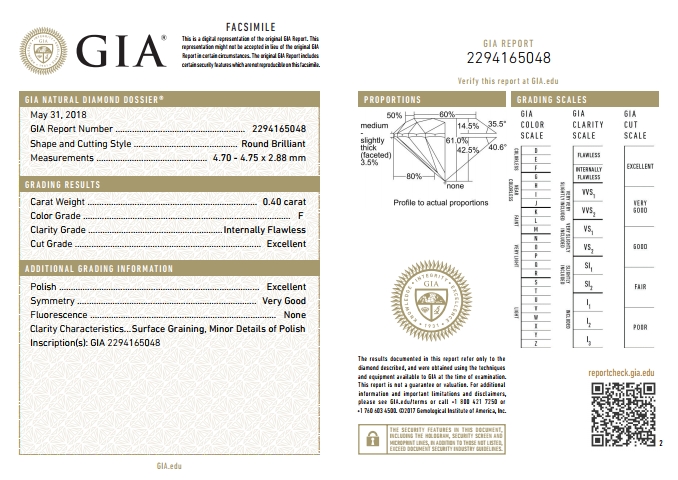 FACSIMILE
This is a digital representation of the original GIA Report. This
representation might not be accepted in lieu of the original GIA
Report in certain circumstances. The original GIA Report includes
certain security features which are not reproducible on this facsimile.
GIA®
GIA NATURAL DIAMOND DOSSIER®
May 31, 2018
GIA Report Number 2294165048
Shape and Cutting Style Round Brilliant
Measurements 4.70 - 4.75 x 2.88 mm
GRADING RESULTS
Carat Weight 0.40 carat
Color Grade F
Clarity Grade Internally Flawless
Cut Grade Excellent
ADDITIONAL GRADING INFORMATION
Polish Excellent
Symmetry Very Good
Fluorescence None
Clarity Characteristics...Surface Graining, Minor Details of Polish
Inscription(s): GIA 2294165048
GIA.edu
GIA REPORT
2294165048
Verify this report at GIA.edu
PROPORTIONS
50%
60%
medium
-
slightly
thick
(faceted)
3.5%
14.5%
35.5°
61.0%
42.5%
40.6°
80%
none
Profile to actual proportions
KNOWLEDGE INTEGRITY EXCELLENCE
GIA
1931
The results documented in this report refer only to the
diamond described, and were obtained using the techniques
and equipment available to GIA at the time of examination.
This report is not a guarantee or valuation. For additional
information and important limitations and disclaimers,
please see GIA.edu/terms or call +1 800 421 7250 or
+1 760 603 4500. ©2017 Gemological Institute of America, Inc.
THE SECURITY FEATURES IN THIS DOCUMENT,
INCLUDING THE HOLOGRAM, SECURITY SCREEN AND
MICROPRINT LINES, IN ADDITION TO THOSE NOT LISTED,
EXCEED DOCUMENT SECURITY INDUSTRY GUIDELINES.
GRADING SCALES
GIA
COLOR
SCALE
COLORLESS
D
E
F
NEAR COLORLESS
G
H
I
J
FAINT
K
L
M
VERY LIGHT
N
O
P
Q
R
LIGHT
S
T
U
V
W
X
Y
Z
GIA
CLARITY
SCALE
FLAWLESS
INTERNALLY
FLAWLESS
VERY VERY SLIGHTLY INCLUDED
VVS1
VVS2
VERY SLIGHTLY INCLUDED
VS1
VS2
SLIGHTLY INCLUDED
SI1
SI2
INCLUDED
I1
I2
I3
GIA
CUT
SCALE
EXCELLENT
VERY
GOOD
GOOD
FAIR
POOR
reportcheck.gia.edu
2